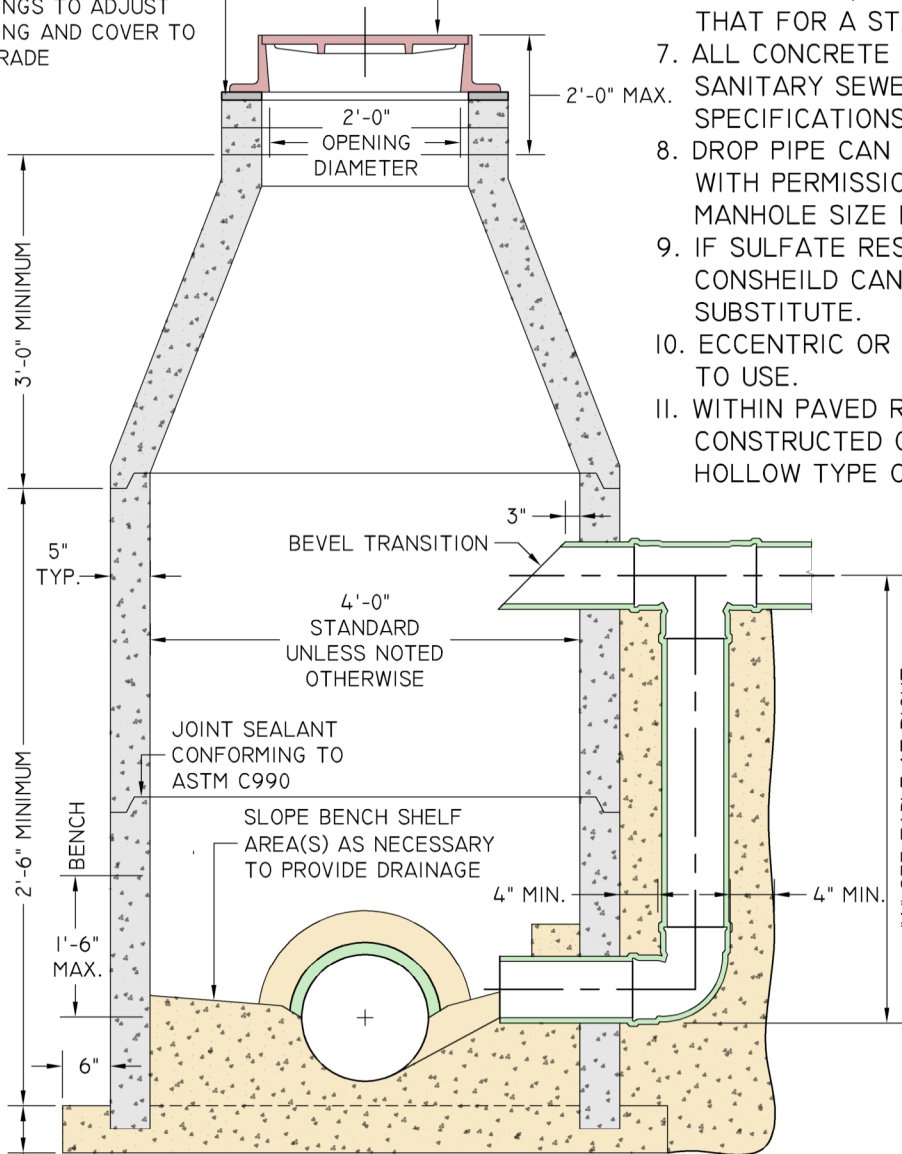 NGS TO ADJUST
NG AND COVER TO
RADE
2'-0" MAX.
2'-0"
OPENING
DIAMETER
3'-0" MINIMUM
THAT FOR A ST
7. ALL CONCRETE
SANITARY SEWE
SPECIFICATIONS
8. DROP PIPE CAN
WITH PERMISSIO
MANHOLE SIZE
9. IF SULFATE RES
CONSHEILD CAN
SUBSTITUTE.
10. ECCENTRIC OR
TO USE.
11. WITHIN PAVED R
CONSTRUCTED O
HOLLOW TYPE C
3"
BEVEL TRANSITION
5"
TYP.
4'-0"
STANDARD
UNLESS NOTED
OTHERWISE
JOINT SEALANT
CONFORMING TO
ASTM C990
2'-6" MINIMUM
BENCH
SLOPE BENCH SHELF
AREA(S) AS NECESSARY
TO PROVIDE DRAINAGE
4" MIN.
4" MIN.
1'-6"
MAX.
6"